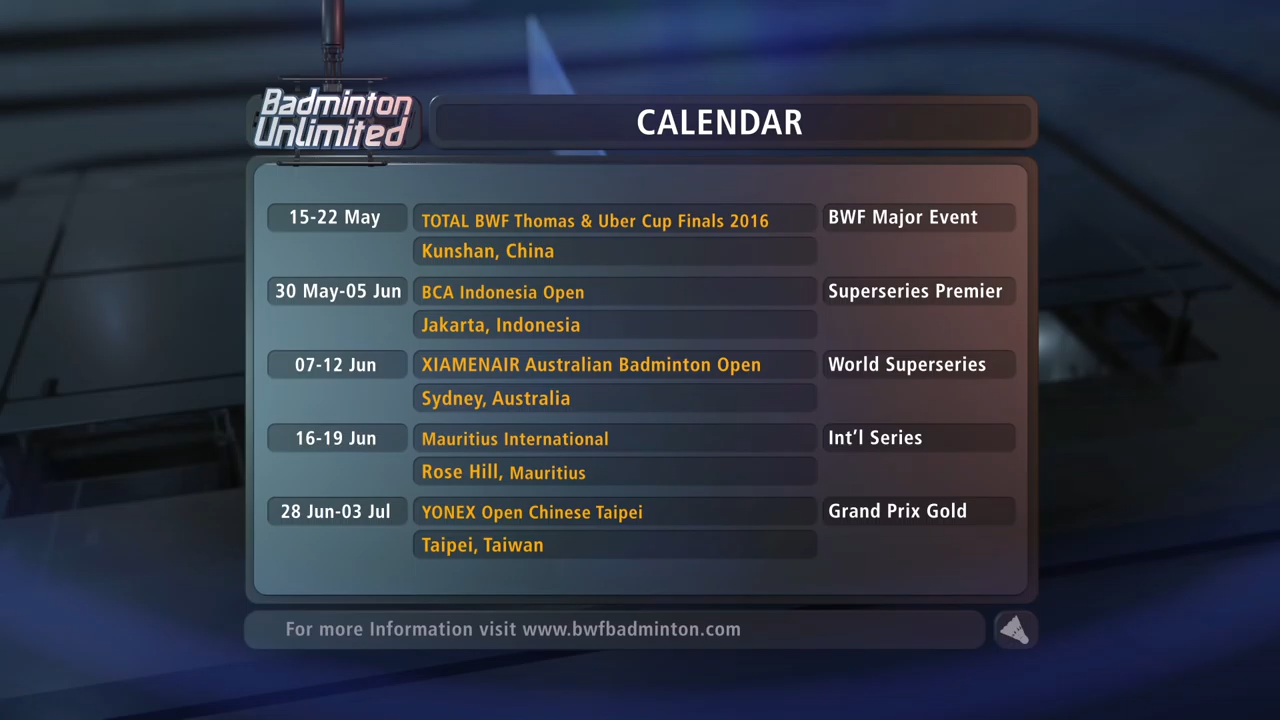 Badminton
Unlimited
CALENDAR
15-22 May TOTAL BWF Thomas & Uber Cup Finals 2016 BWF Major Event
Kunshan, China
30 May-05 Jun BCA Indonesia Open Superseries Premier
Jakarta, Indonesia
07-12 Jun XIAMENAIR Australian Badminton Open World Superseries
Sydney, Australia
16-19 Jun Mauritius International Int'l Series
Rose Hill, Mauritius
28 Jun-03 Jul YONEX Open Chinese Taipei Grand Prix Gold
Taipei, Taiwan
For more Information visit www.bwfbadminton.com